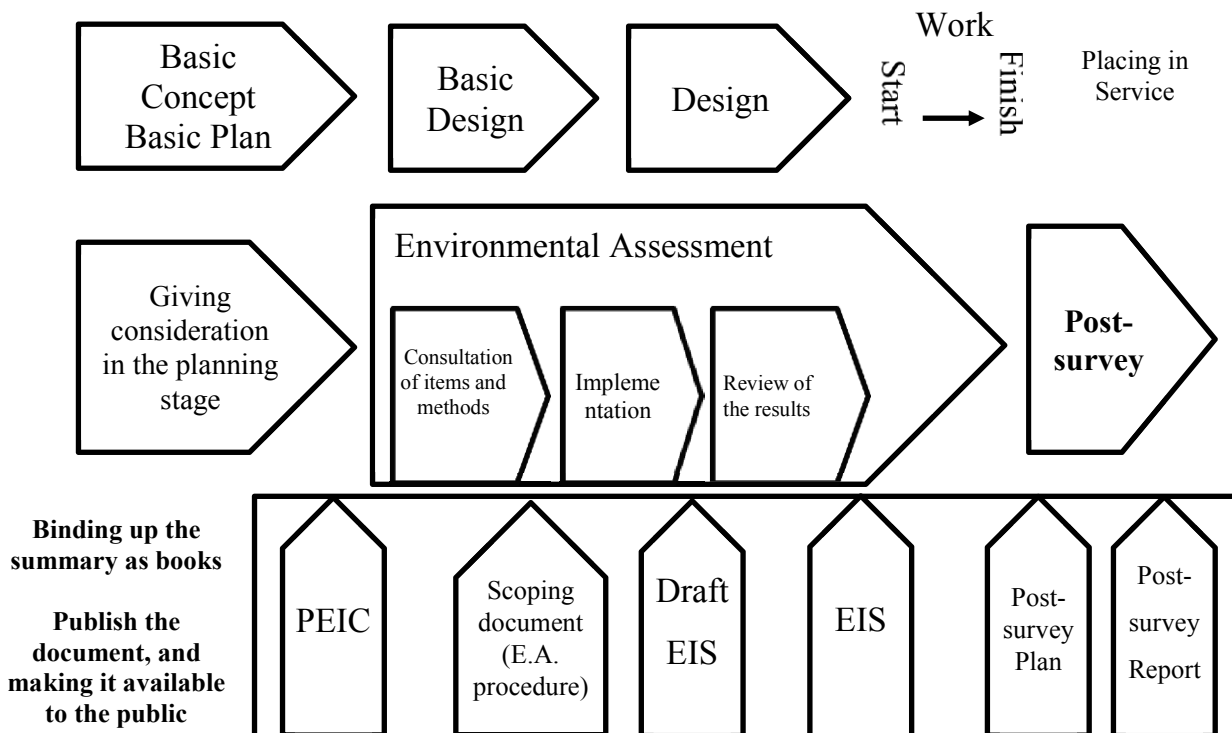 Basic
Concept
Basic Plan
Basic
Design
Design
Work
Start
Finish
Placing in
Service
Giving
consideration
in the planning
stage
Environmental Assessment
Consultation
of items and
methods
Impleme
ntation
Review of
the results
Post-
survey
Binding up the
summary as books
Publish the
document, and
making it available
to the public
PEIC
Scoping
document
(E.A.
procedure)
Draft
EIS
EIS
Post-
survey
Plan
Post-
survey
Report